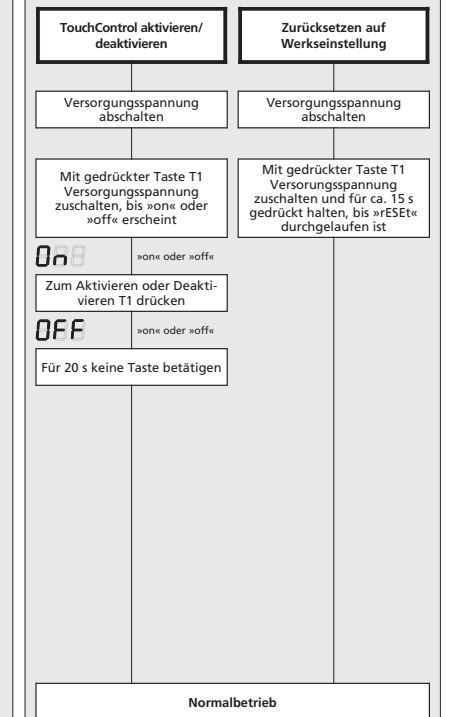 TouchControl aktivieren/
deaktivieren
Versorgungsspannung
abschalten
Mit gedrückter Taste T1
Versorgungsspannung
zuschalten, bis »on« oder
»off« erscheint
On
»on« oder »off«
Zum Aktivieren oder Deakti-
vieren T1 drücken
OFF
»on« oder »off«
Für 20 s keine Taste betätigen
Zurücksetzen auf
Werkseinstellung
Versorgungsspannung
abschalten
Mit gedrückter Taste T1
Versorungsspannung
zuschalten und für ca. 15 s
gedrückt halten, bis »rESEt«
durchgelaufen ist
Normalbetrieb